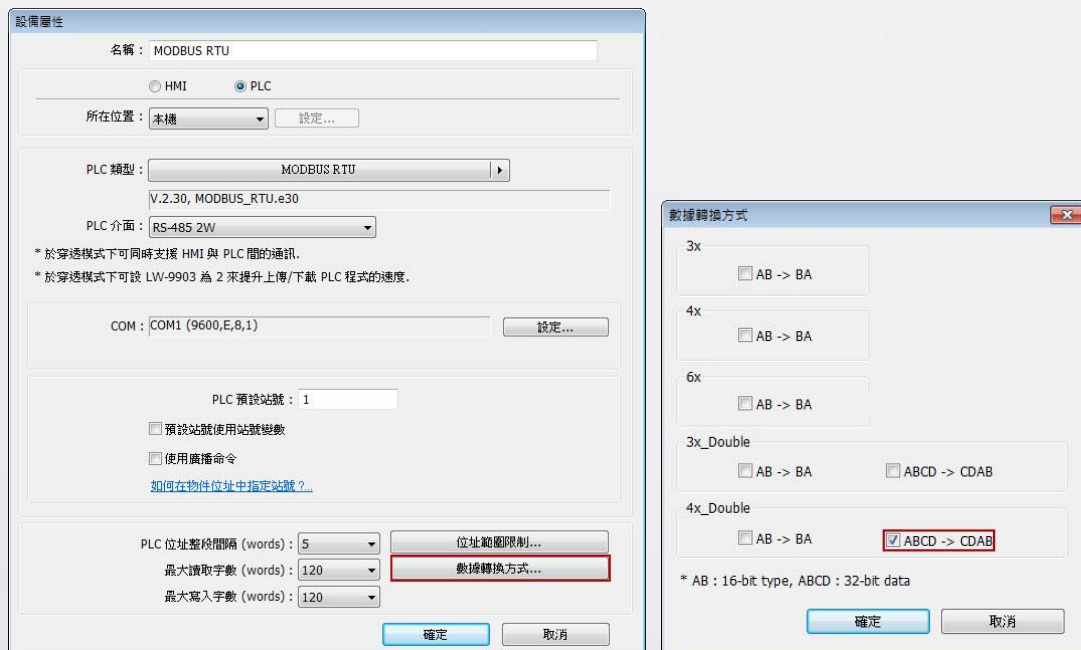 設備屬性
名稱 : MODBUS RTU
HMI PLC
所在位置 : 本機 設定...
PLC 類型 : MODBUS RTU
V.2.30, MODBUS_RTU.e30
PLC 介面 : RS-485 2W
* 於穿透模式下可同時支援 HMI 與 PLC 間的通訊.
* 於穿透模式下可設 LW-9903 為 2 來提升上傳/下載 PLC 程式的速度.
COM : COM1 (9600,E,8,1) 設定...
PLC 預設站號 : 1
預設站號使用站號變數
使用廣播命令
如何在物件位址中指定站號 ?...
PLC 位址整段間隔 (words) : 5 位址範圍限制...
最大讀取字數 (words) : 120 數據轉換方式...
最大寫入字數 (words) : 120
確定 取消
數據轉換方式
3x
AB -> BA
4x
AB -> BA
6x
AB -> BA
3x_Double
AB -> BA ABCD -> CDAB
4x_Double
AB -> BA ABCD -> CDAB
* AB : 16-bit type, ABCD : 32-bit data
確定 取消